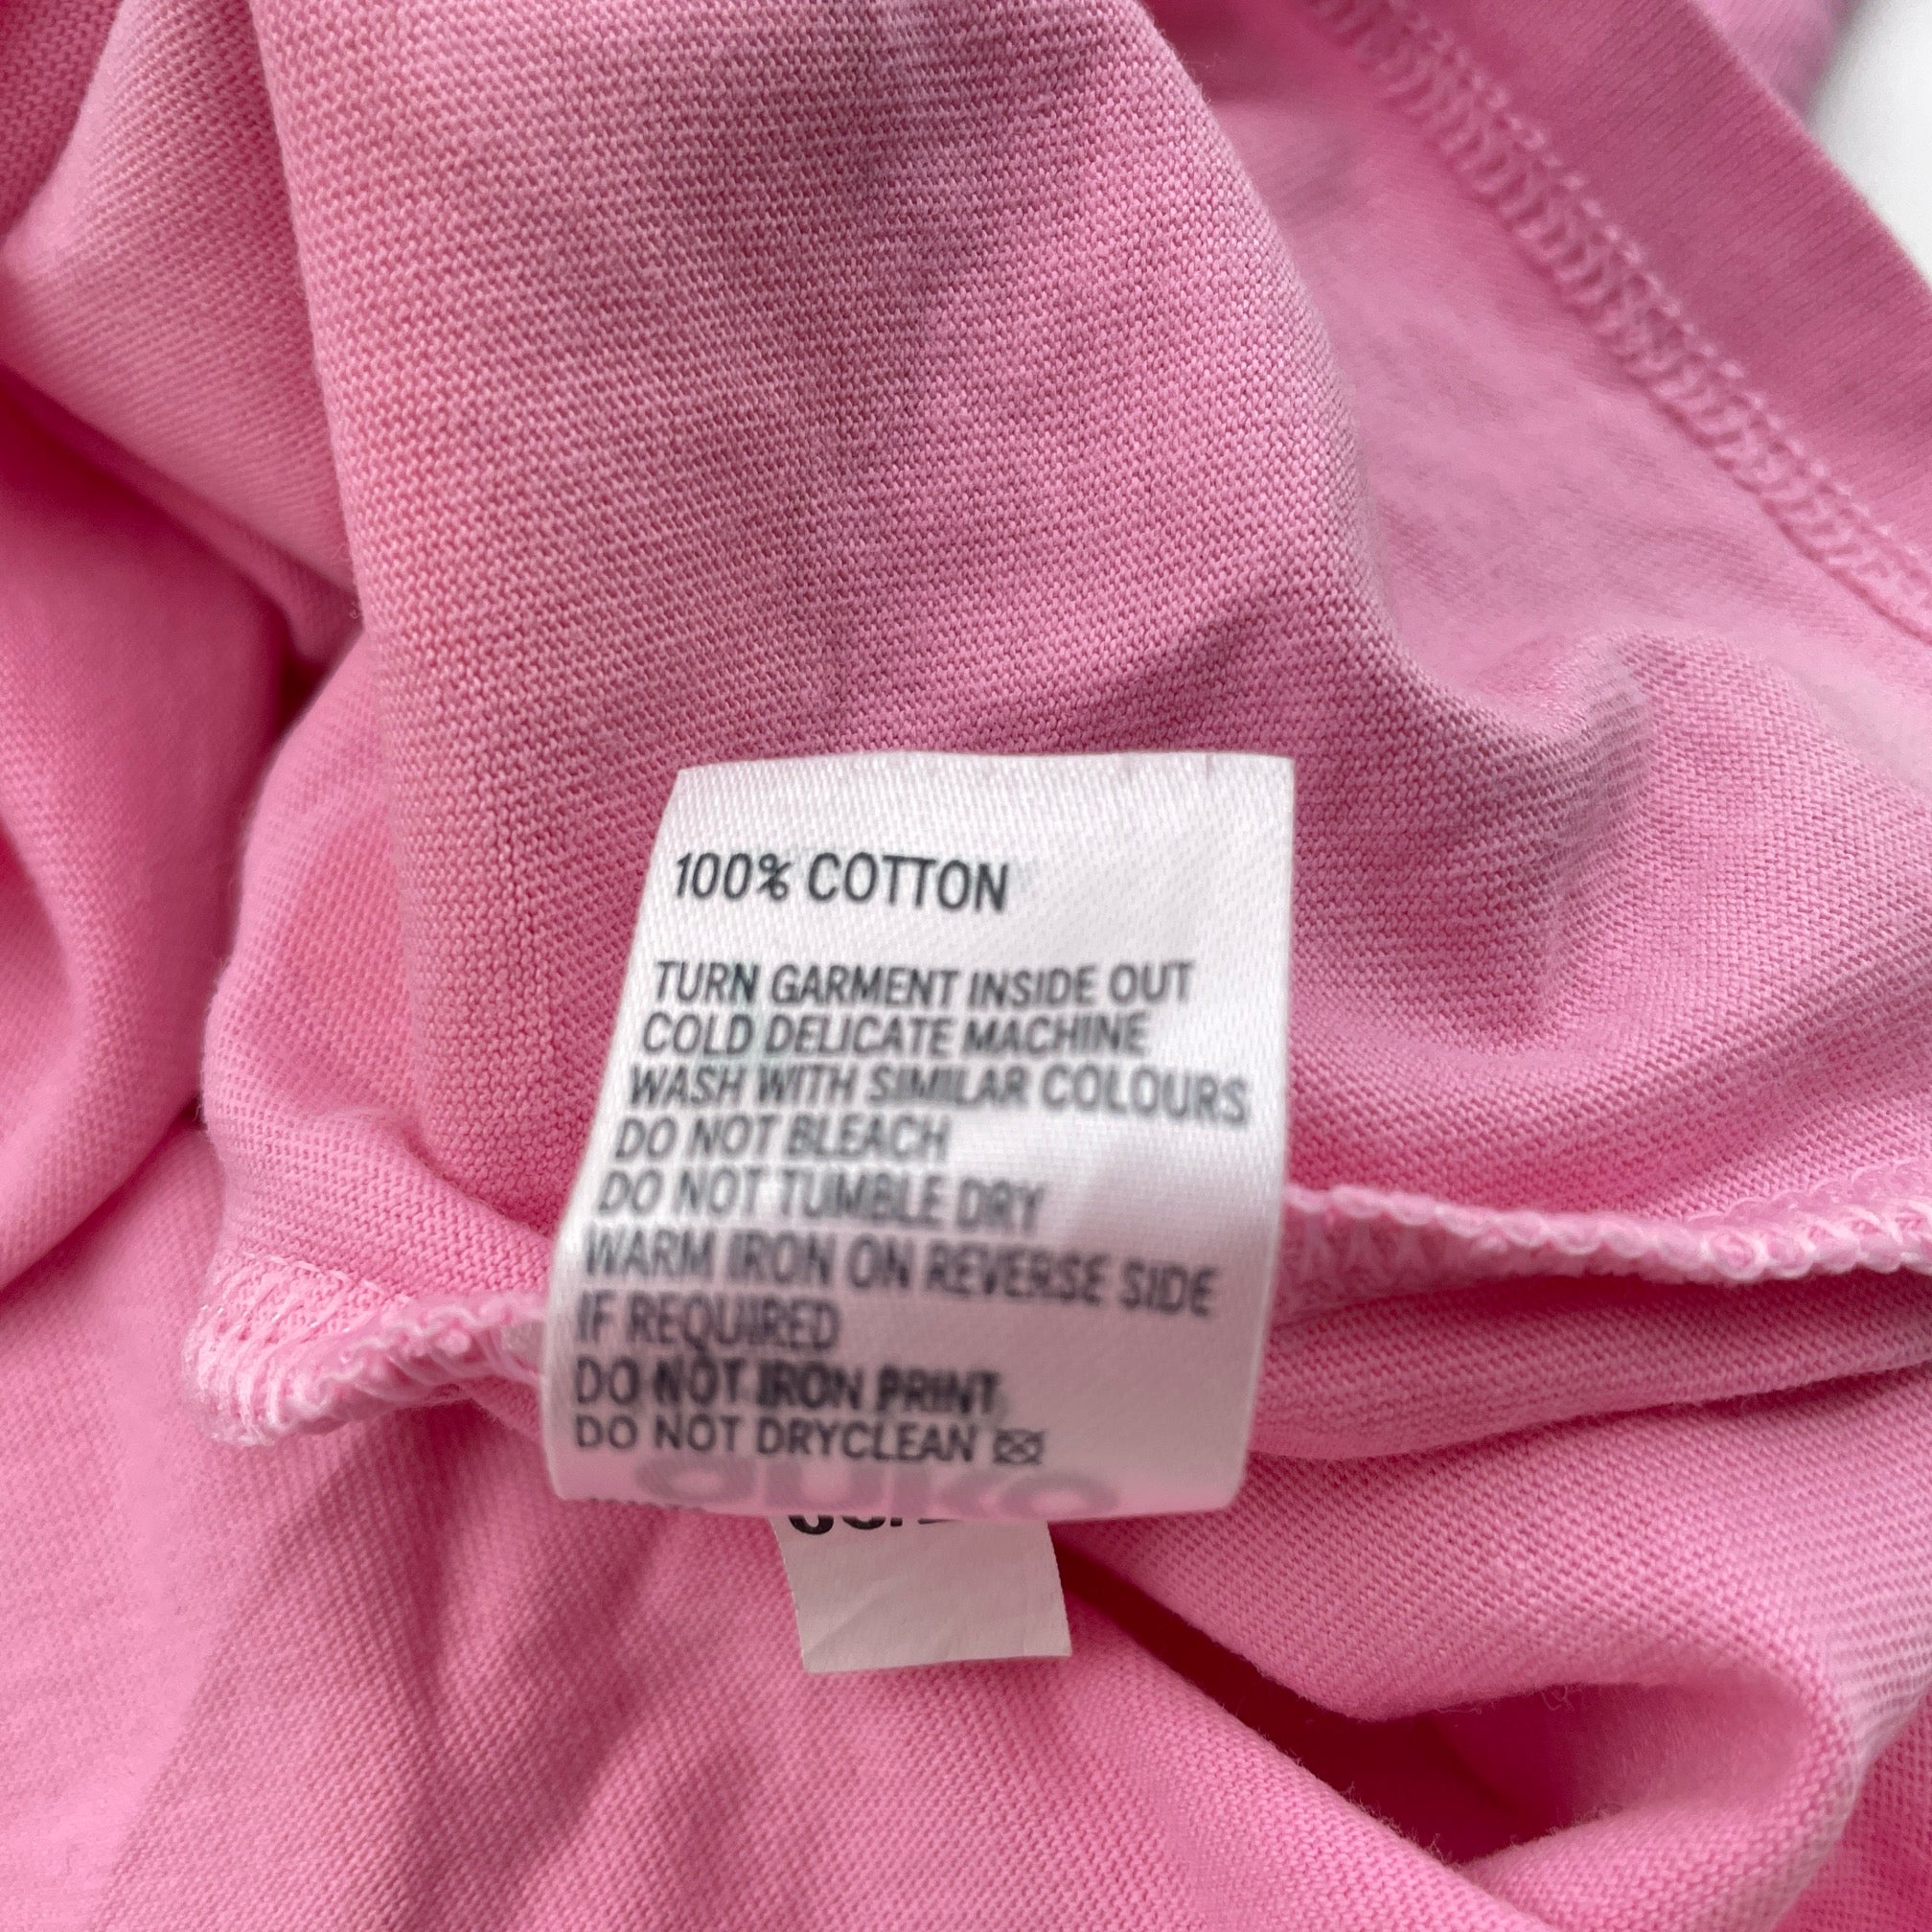 100% COTTON
TURN GARMENT INSIDE OUT
COLD DELICATE MACHINE
WASH WITH SIMILAR COLOURS
DO NOT BLEACH
DO NOT TUMBLE DRY
WARM IRON ON REVERSE SIDE
IF REQUIRED
DO NOT IRON PRINT
DO NOT DRYCLEAN